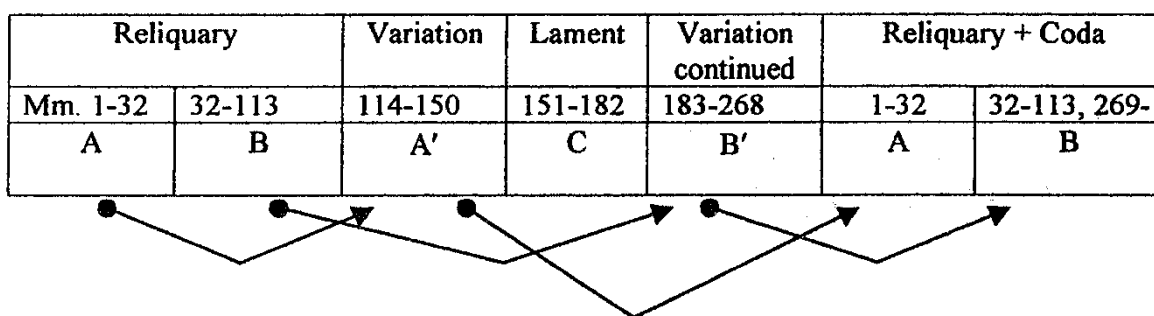 Reliquary Variation Lament Variation continued Reliquary + Coda
Mm. 1-32 32-113 114-150 151-182 183-268 1-32 32-113, 269-
A B A′ C B′ A B